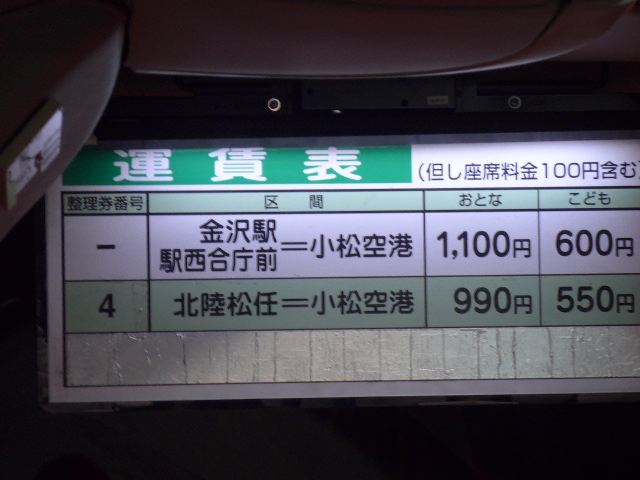 運賃表 (但し座席料金100円含む)
整理券番号 区間 おとな こども
ー 金沢駅 駅西合庁前＝小松空港 1,100円 600円
4 北陸松任＝小松空港 990円 550円